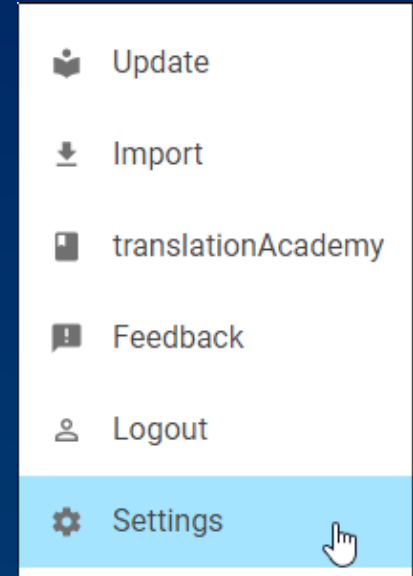 Update
Import
translationAcademy
Feedback
Logout
Settings